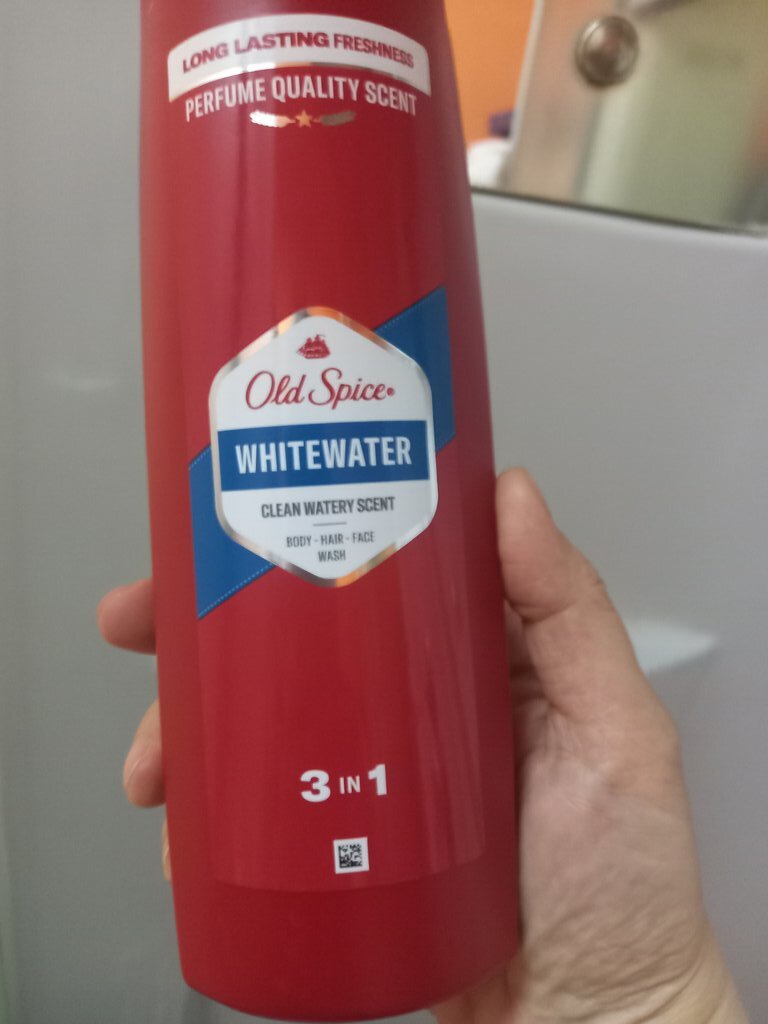 LONG LASTING FRESHNESS
PERFUME QUALITY SCENT
Old Spice®
WHITEWATER
CLEAN WATERY SCENT
BODY - HAIR - FACE
WASH
3 IN 1